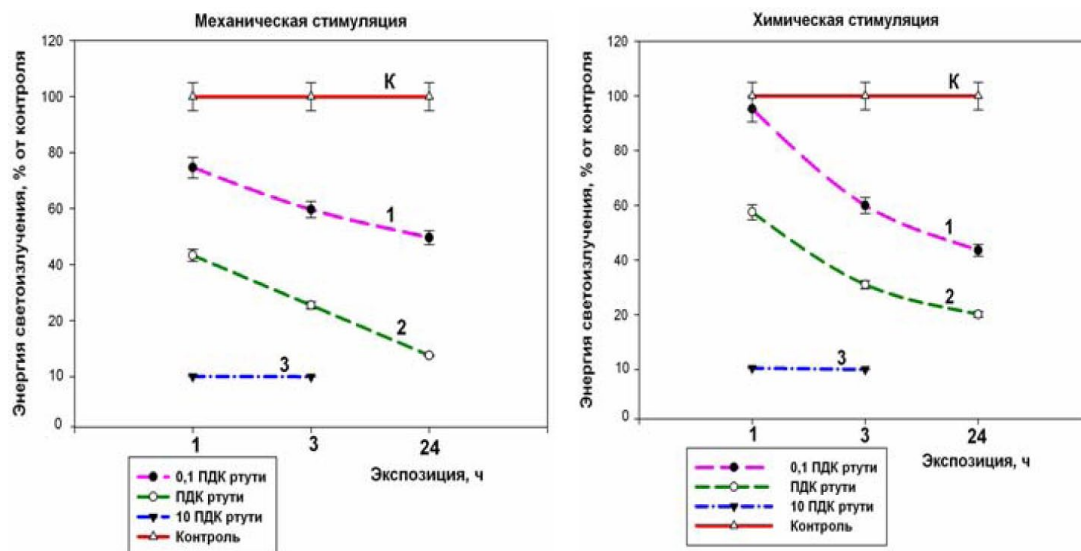 Механическая стимуляция
Энергия светоизлучения, % от контроля
120
100
80
60
40
20
10
0
К
1
2
3
1
3
24
Экспозиция, ч
0,1 ПДК ртути
ПДК ртути
10 ПДК ртути
Контроль
Химическая стимуляция
Энергия светоизлучения, % от контроля
120
100
80
60
40
20
10
0
К
1
2
3
1
3
24
Экспозиция, ч
0,1 ПДК ртути
ПДК ртути
10 ПДК ртути
Контроль